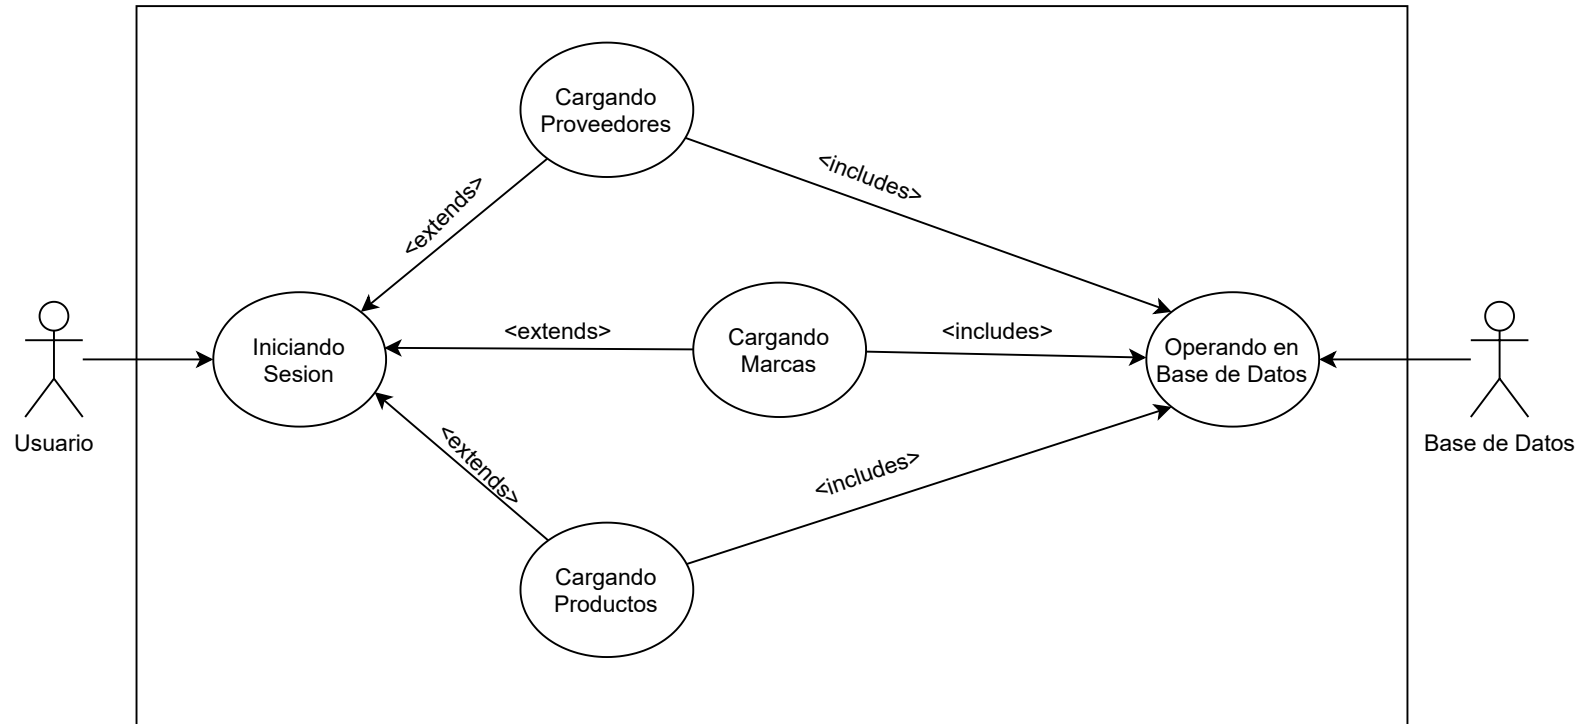 Cargando
Proveedores
<includes>
<extends>
Iniciando
Sesion
<extends>
Cargando
Marcas
<includes>
Operando en
Base de Datos
Usuario
Base de Datos
<extends>
<includes>
Cargando
Productos